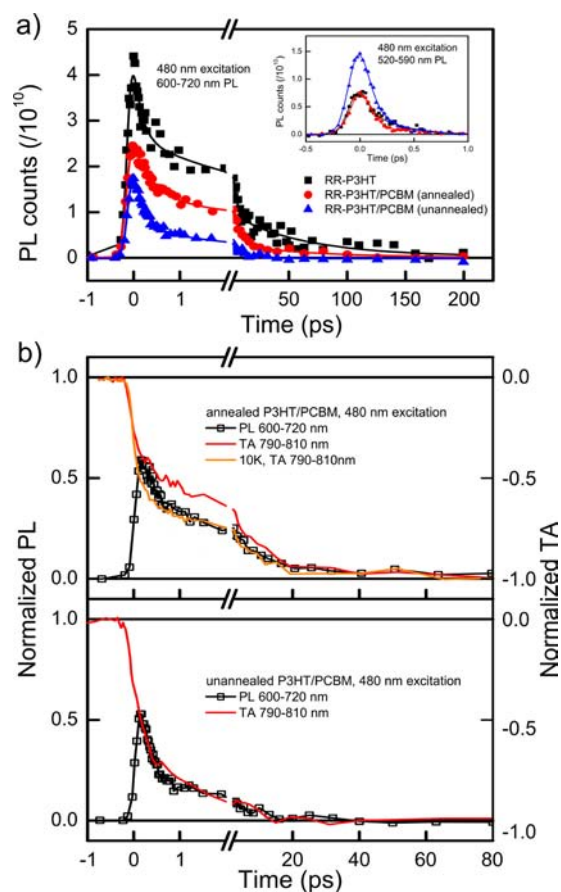 a)
5
4
3
2
1
0
PL counts (/10¹⁰)
480 nm excitation
600-720 nm PL
-1 0 1 50 100 150 200
Time (ps)
1.5
1.0
0.5
0.0
PL counts (/10¹⁰)
480 nm excitation
520-590 nm PL
-0.5 0.0 0.5 1.0
Time (ps)
RR-P3HT
RR-P3HT/PCBM (annealed)
RR-P3HT/PCBM (unannealed)
b)
Normalized PL
Normalized TA
1.0
0.5
0.0
0.0
-0.5
-1.0
annealed P3HT/PCBM, 480 nm excitation
PL 600-720 nm
TA 790-810 nm
10K, TA 790-810nm
1.0
0.5
0.0
0.0
-0.5
-1.0
unannealed P3HT/PCBM, 480 nm excitation
PL 600-720 nm
TA 790-810 nm
-1 0 1 20 40 60 80
Time (ps)